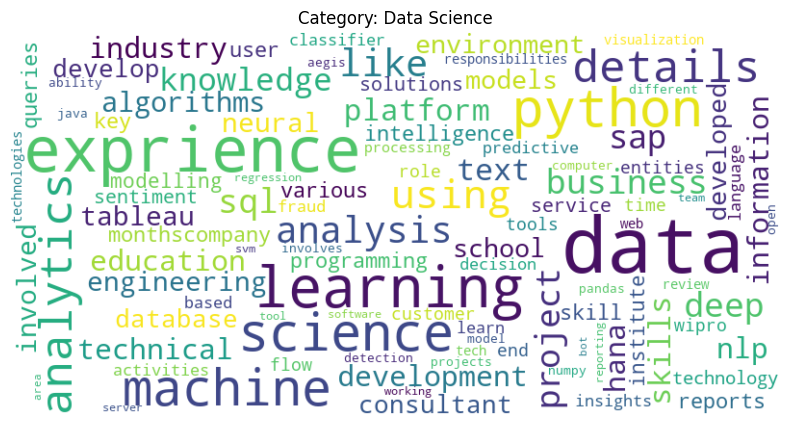 Category: Data Science
industry
user
classifier
aegis
environment
visualization
queries
develop
ability
java
knowledge
like
solutions
responsibilities
models
details
different
algorithms
key
neural
platform
python
intelligence
sap
developed
information
technologies
exprience
processing
predictive
text
role
computer
entities
language
open
modelling
regression
various
sentiment
fraud
sql
using
business
team
analytics
tableau
monthscompany
analysis
service
time
tools
web
involved
education
programming
school
decision
data
engineering
learning
pandas
review
based
database
science
tool
software
customer
learn
model
project
skill
institute
skills
deep
wipro
technical
flow
detection
tech
projects
end
bot
reporting
hana
nlp
activities
machine
development
working
numpy
technology
area
server
consultant
insights
reports
svm
involves